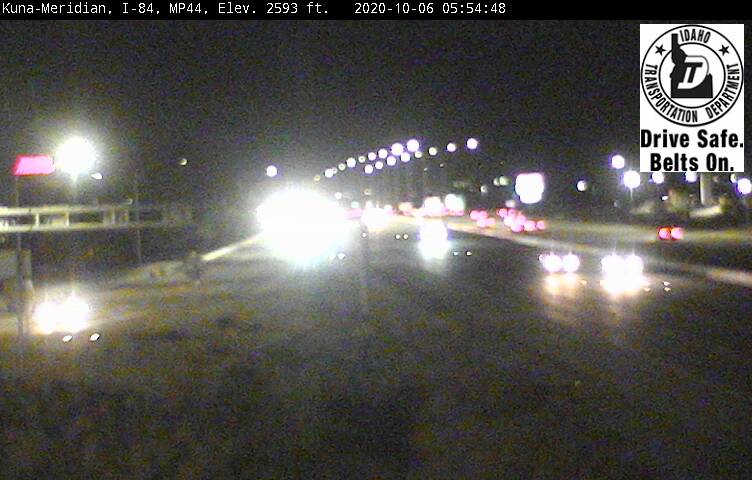 Kuna-Meridian, I-84, MP44, Elev. 2593 ft. 2020-10-06 05:54:48
IDAHO
TRANSPORTATION DEPARTMENT
Drive Safe.
Belts On.